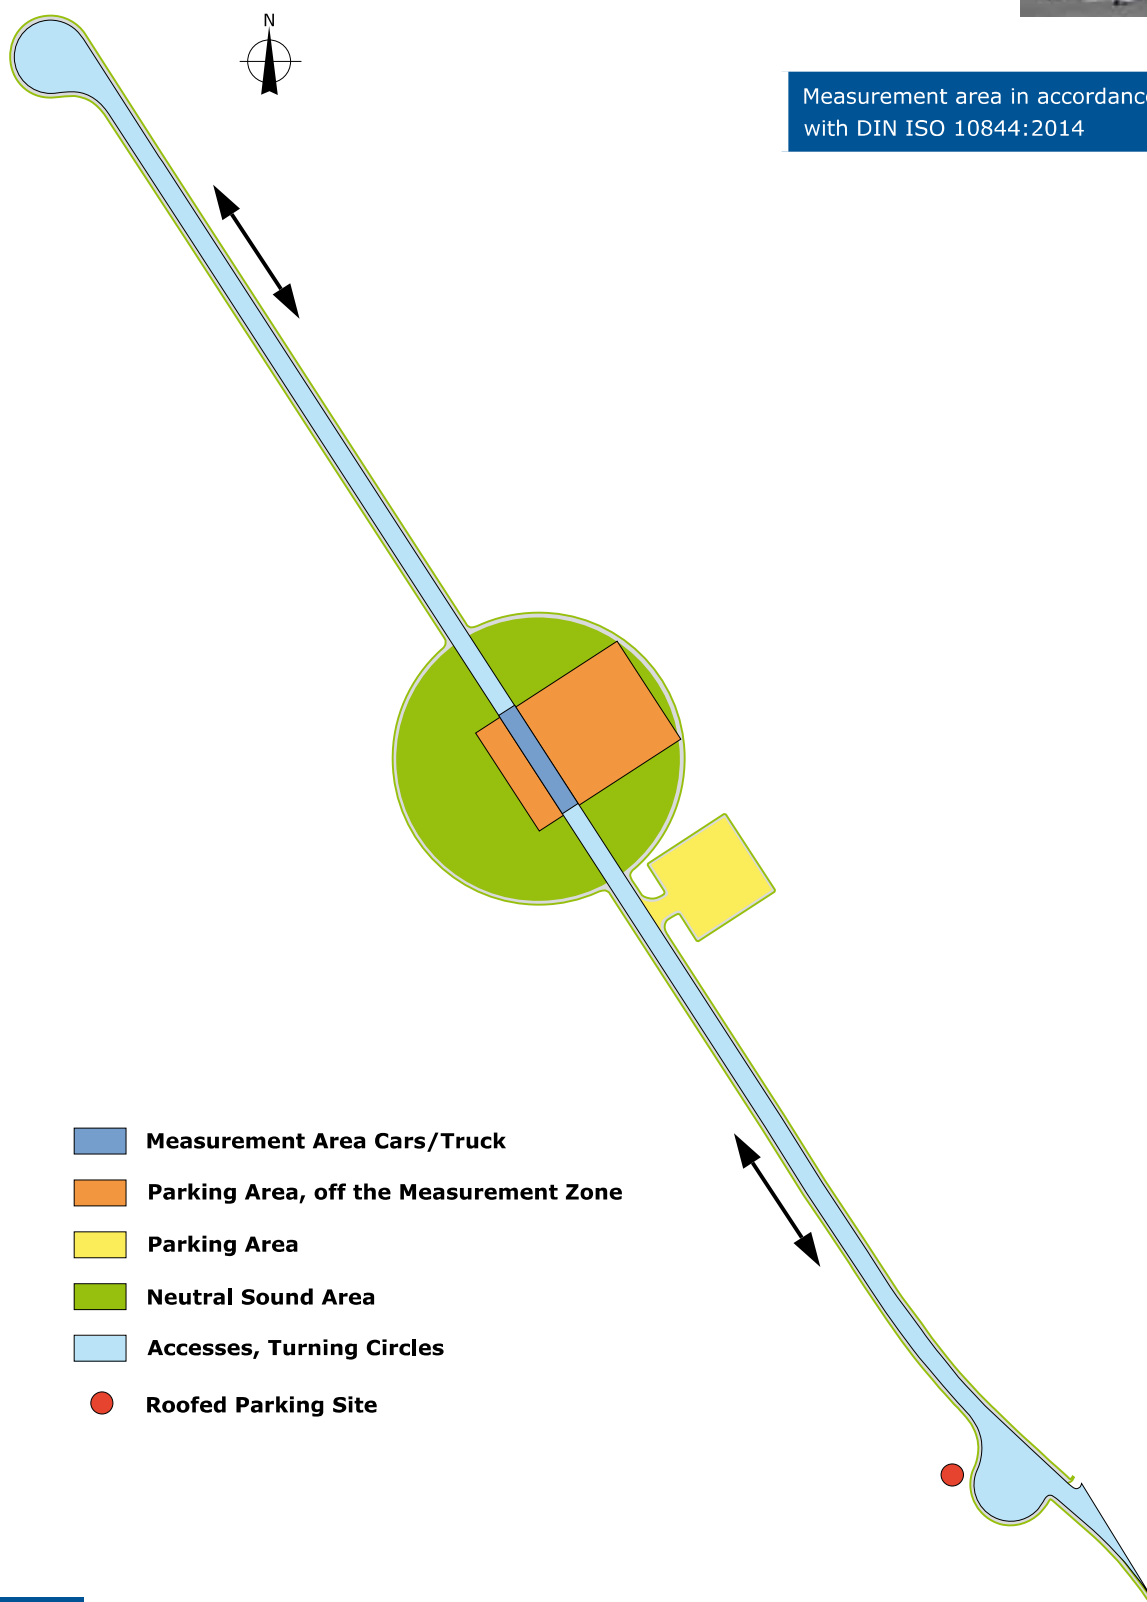 N
Measurement area in accordance
with DIN ISO 10844:2014
Measurement Area Cars/Truck
Parking Area, off the Measurement Zone
Parking Area
Neutral Sound Area
Accesses, Turning Circles
Roofed Parking Site